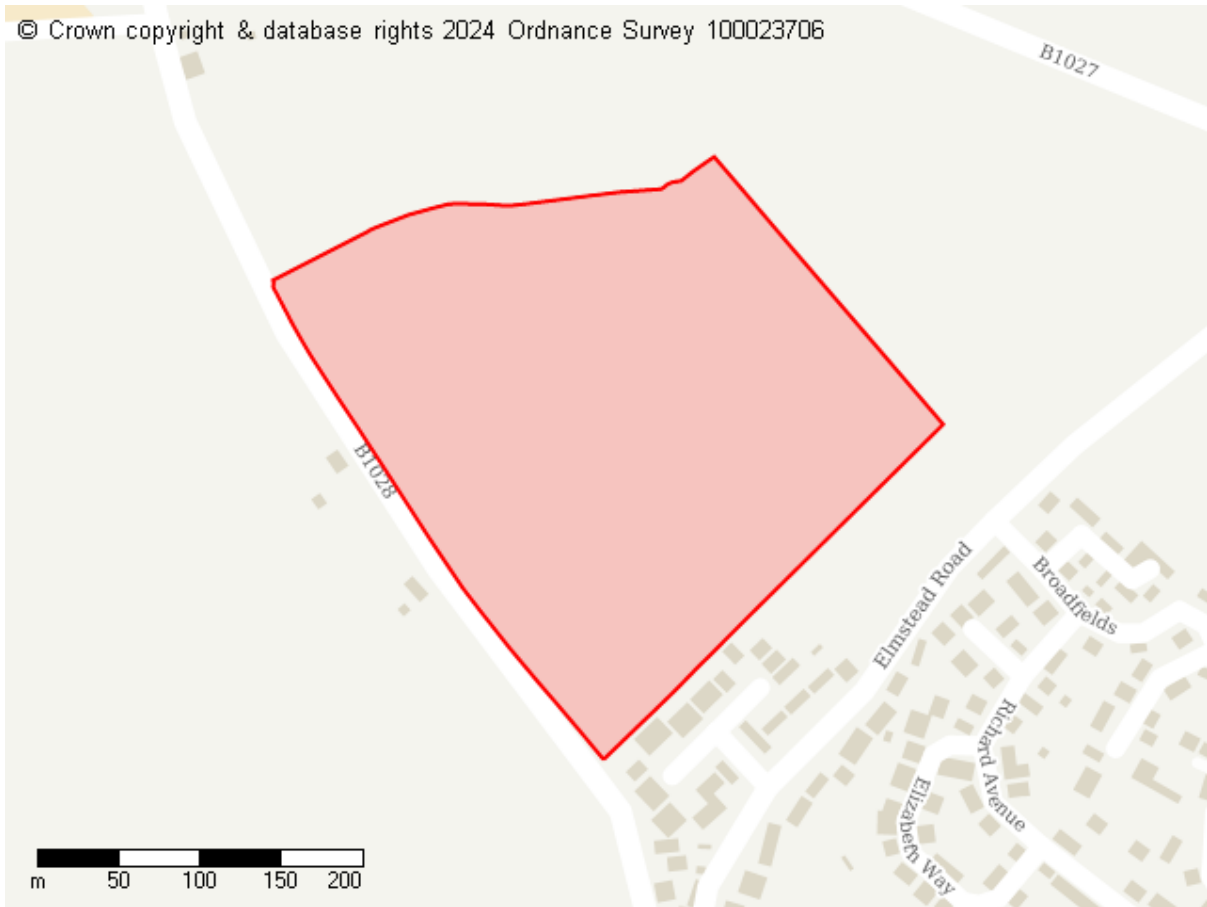 © Crown copyright & database rights 2024 Ordnance Survey 100023706
B1027
B1028
Elmstead Road
Broadfields
Richard Avenue
Elizabeth Way
m 50 100 150 200